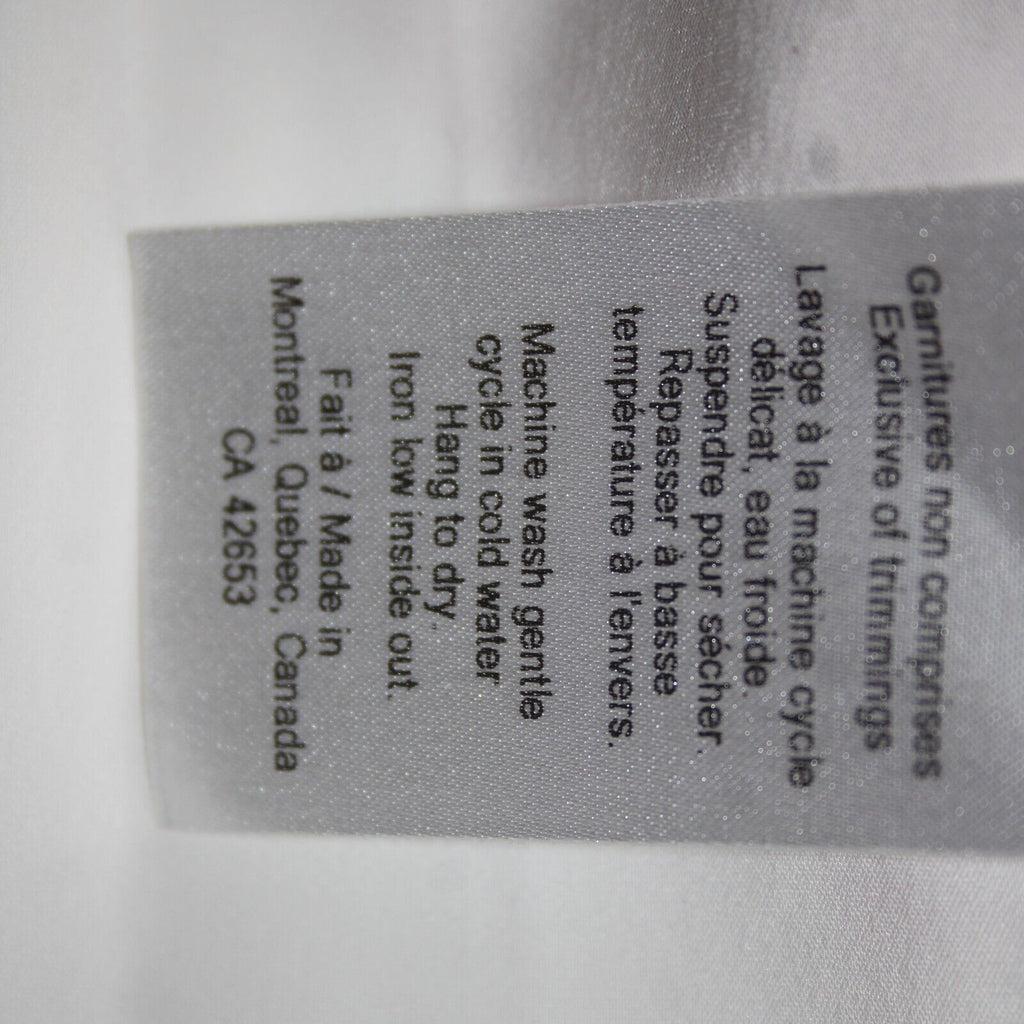 Garnitures non comprises
Exclusive of trimmings
Lavage à la machine cycle
délicat, eau froide.
Suspendre pour sécher.
Repasser à basse
température à l'envers.
Machine wash gentle
cycle in cold water
Hang to dry.
Iron low inside out.
Fait à / Made in
Montreal, Quebec, Canada
CA 42653